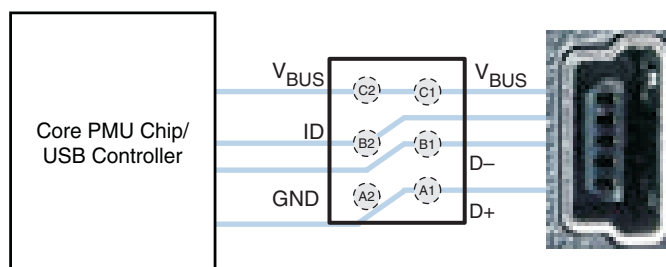 Core PMU Chip/
USB Controller
VBUS
C2
C1
VBUS
ID
B2
B1
D–
GND
A2
A1
D+